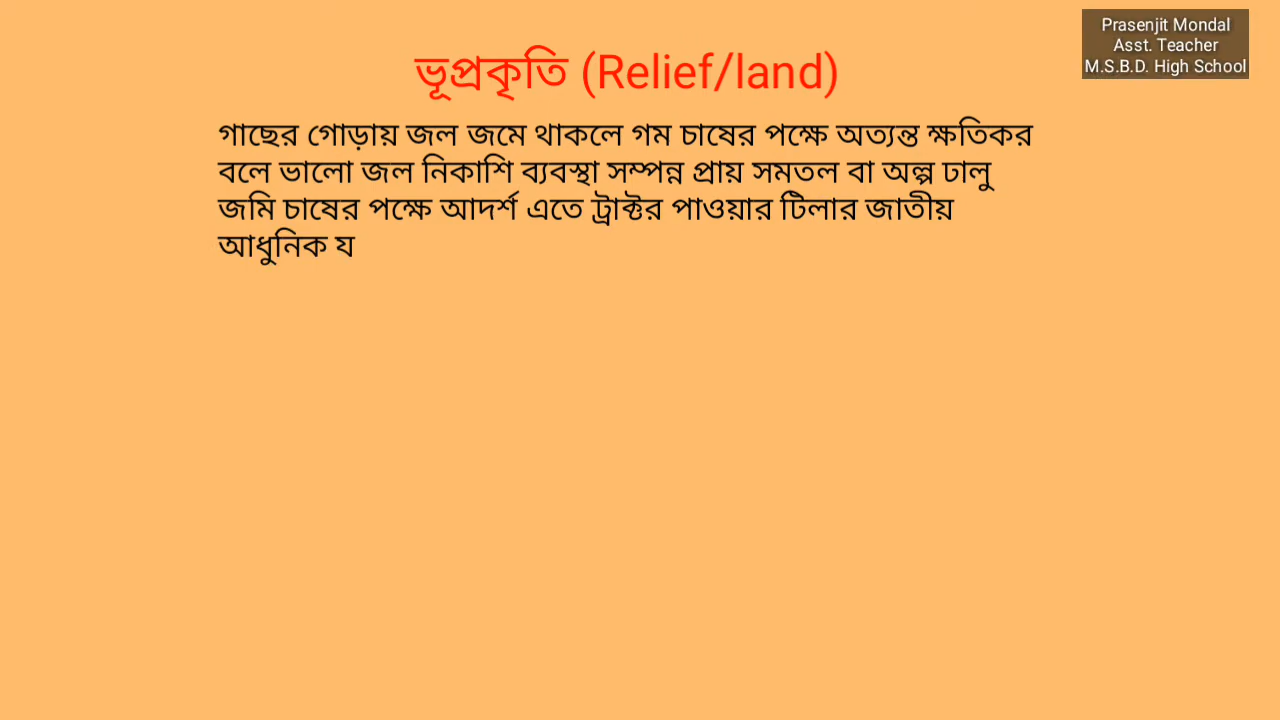 Prasenjit Mondal
Asst. Teacher
M.S.B.D. High School
ভূপ্রকৃতি (Relief/land)
গাছের গোড়ায় জল জমে থাকলে গম চাষের পক্ষে অত্যন্ত ক্ষতিকর
বলে ভালো জল নিকাশি ব্যবস্থা সম্পন্ন প্রায় সমতল বা অল্প ঢালু
জমি চাষের পক্ষে আদর্শ এতে ট্রাক্টর পাওয়ার টিলার জাতীয়
আধুনিক য